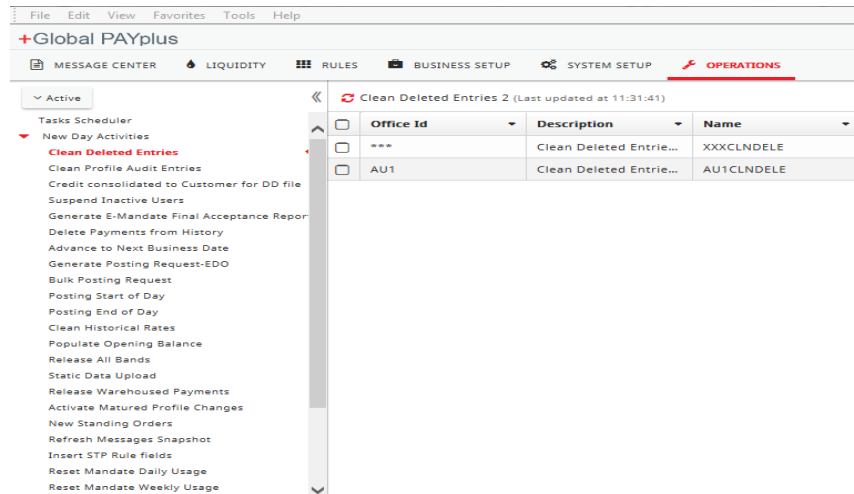 File Edit View Favorites Tools Help
+Global PAYplus
MESSAGE CENTER LIQUIDITY RULES BUSINESS SETUP SYSTEM SETUP OPERATIONS
Active
Clean Deleted Entries 2 (Last updated at 11:31:41)
Tasks Scheduler
New Day Activities
Clean Deleted Entries
Clean Profile Audit Entries
Credit consolidated to Customer for DD file
Suspend Inactive Users
Generate E-Mandate Final Acceptance Repor
Delete Payments from History
Advance to Next Business Date
Generate Posting Request-EDO
Bulk Posting Request
Posting Start of Day
Posting End of Day
Clean Historical Rates
Populate Opening Balance
Release All Bands
Static Data Upload
Release Warehoused Payments
Activate Matured Profile Changes
New Standing Orders
Refresh Messages Snapshot
Insert STP Rule fields
Reset Mandate Daily Usage
Reset Mandate Weekly Usage
Office Id Description Name
*** Clean Deleted Entrie... XXXCLNDELE
AU1 Clean Deleted Entrie... AU1CLNDELE